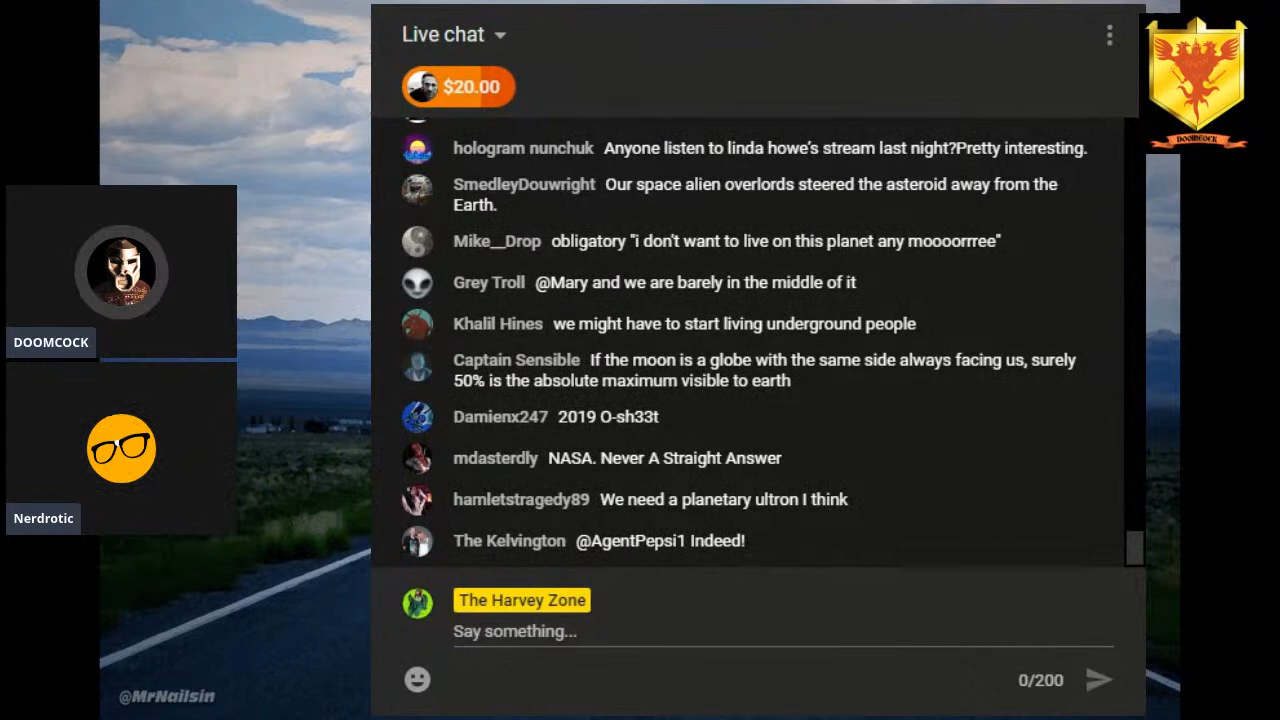 Live chat
$20.00
DOOMCOCK
hologram nunchuk Anyone listen to linda howe's stream last night?Pretty interesting.
SmedleyDouwright Our space alien overlords steered the asteroid away from the
Earth.
Mike__Drop obligatory "i don't want to live on this planet any moooorrree"
Grey Troll @Mary and we are barely in the middle of it
Khalil Hines we might have to start living underground people
DOOMCOCK
Captain Sensible If the moon is a globe with the same side always facing us, surely
50% is the absolute maximum visible to earth
Damienx247 2019 O-sh33t
mdasterdly NASA. Never A Straight Answer
hamletstragedy89 We need a planetary ultron I think
Nerdrotic
The Kelvington @AgentPepsi1 Indeed!
The Harvey Zone
Say something...
0/200
@MrNailsin